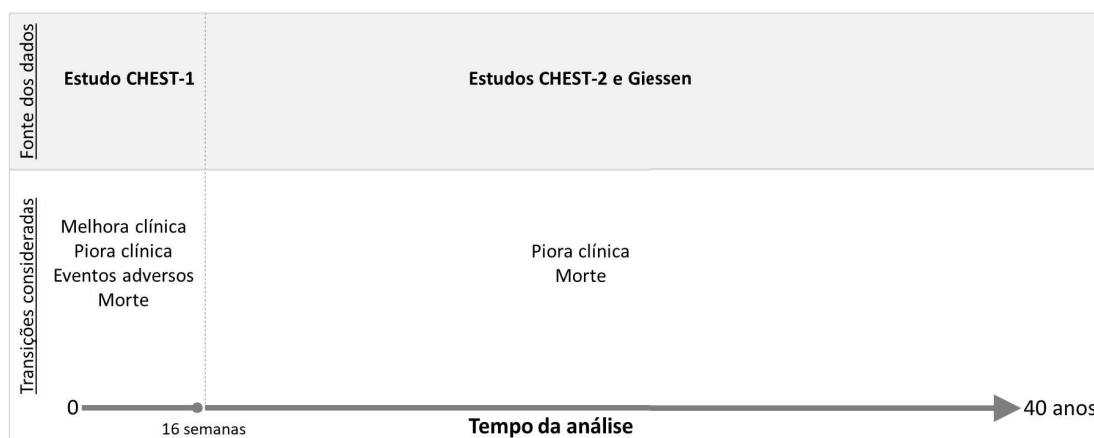 Fonte dos dados
Estudo CHEST-1
Estudos CHEST-2 e Giessen
Transições consideradas
Melhora clínica
Piora clínica
Eventos adversos
Morte
Piora clínica
Morte
0
40 anos
16 semanas
Tempo da análise